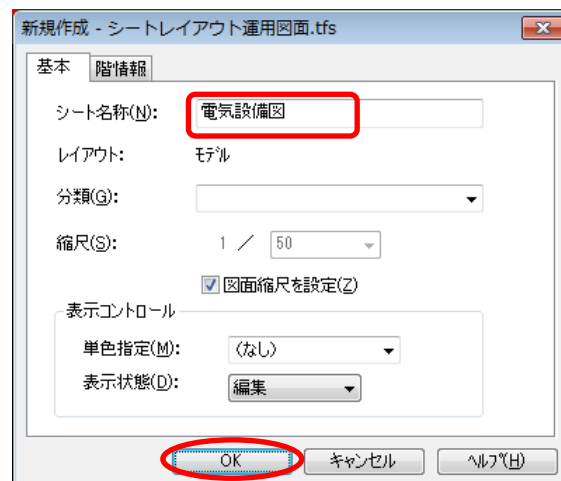 新規作成 - シートレイアウト運用図面.tfs
基本 階情報
シート名称(N): 電気設備図
レイアウト: モデル
分類(G):
縮尺(S): 1 / 50
図面縮尺を設定(Z)
表示コントロール
単色指定(M): (なし)
表示状態(D): 編集
OK キャンセル ヘルプ(H)